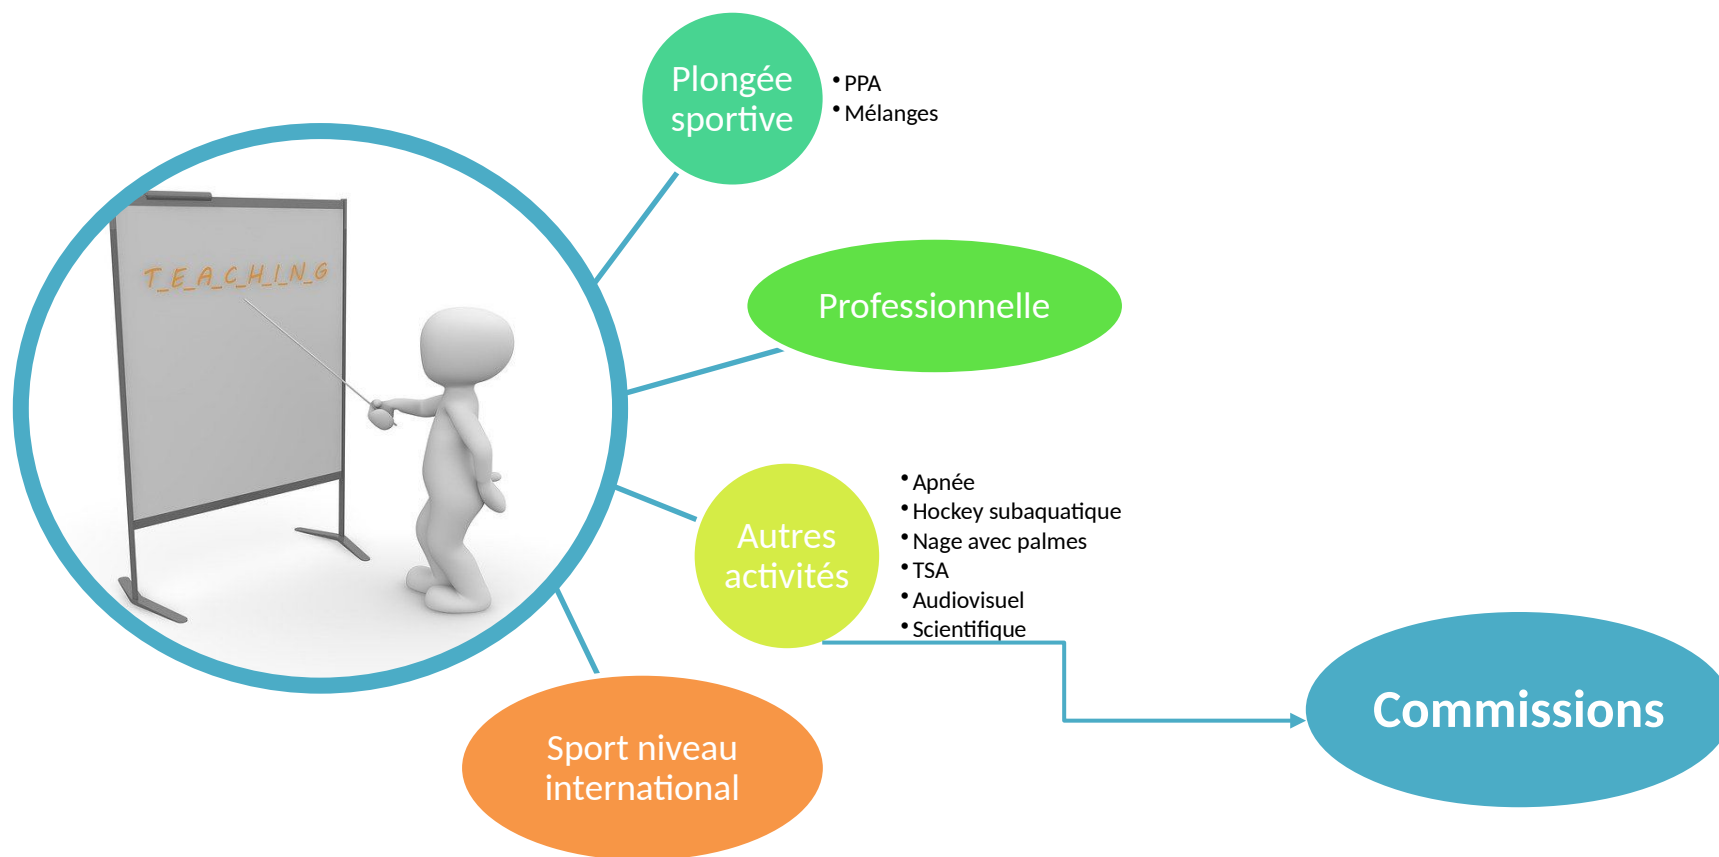 Plongée
sportive
• PPA
• Mélanges
T_E_A_C_H_I_N_G
Professionnelle
Autres
activités
• Apnée
• Hockey subaquatique
• Nage avec palmes
• TSA
• Audiovisuel
• Scientifique
Commissions
Sport niveau
international